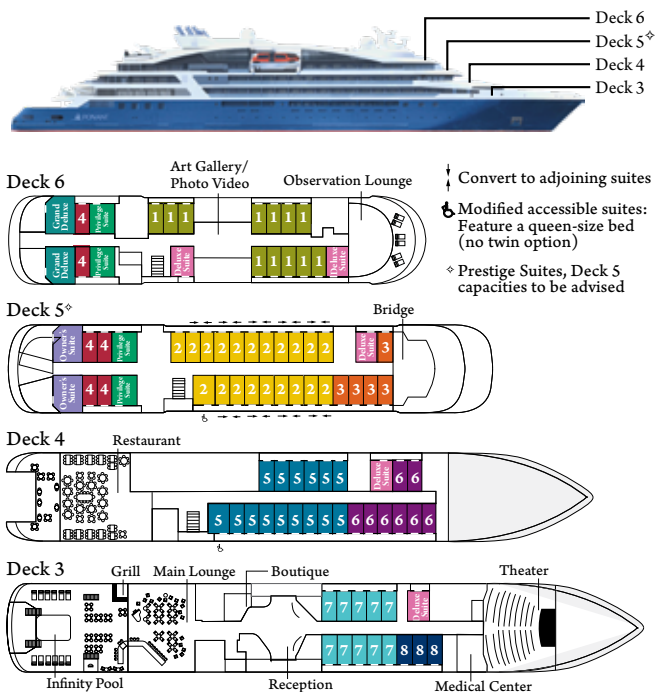 Deck 6
Deck 5✧
Deck 4
Deck 3
PONANT
Deck 6
Art Gallery/
Photo Video
Observation Lounge
Grand Deluxe 4 Privilege Suite 1 1 1 1 1 1 1
Grand Deluxe 4 Privilege Suite Deluxe Suite 1 1 1 1 1 Deluxe Suite
Convert to adjoining suites
Modified accessible suites:
Feature a queen-size bed
(no twin option)
✧ Prestige Suites, Deck 5
capacities to be advised
Deck 5✧
Bridge
Owner's Suite 4 4 Privilege Suite 2 2 2 2 2 2 2 2 2 2 2 Deluxe Suite 3
Owner's Suite 4 4 Privilege Suite 2 2 2 2 2 2 2 2 2 3 3 3 3
Deck 4
Restaurant
5 5 5 5 5 5 Deluxe Suite 6 6
5 5 5 5 5 5 5 5 5 6 6 6 6 6 6
Deck 3
Grill
Main Lounge
Boutique
Theater
7 7 7 7 7 Deluxe Suite
7 7 7 7 7 8 8 8
Infinity Pool
Reception
Medical Center